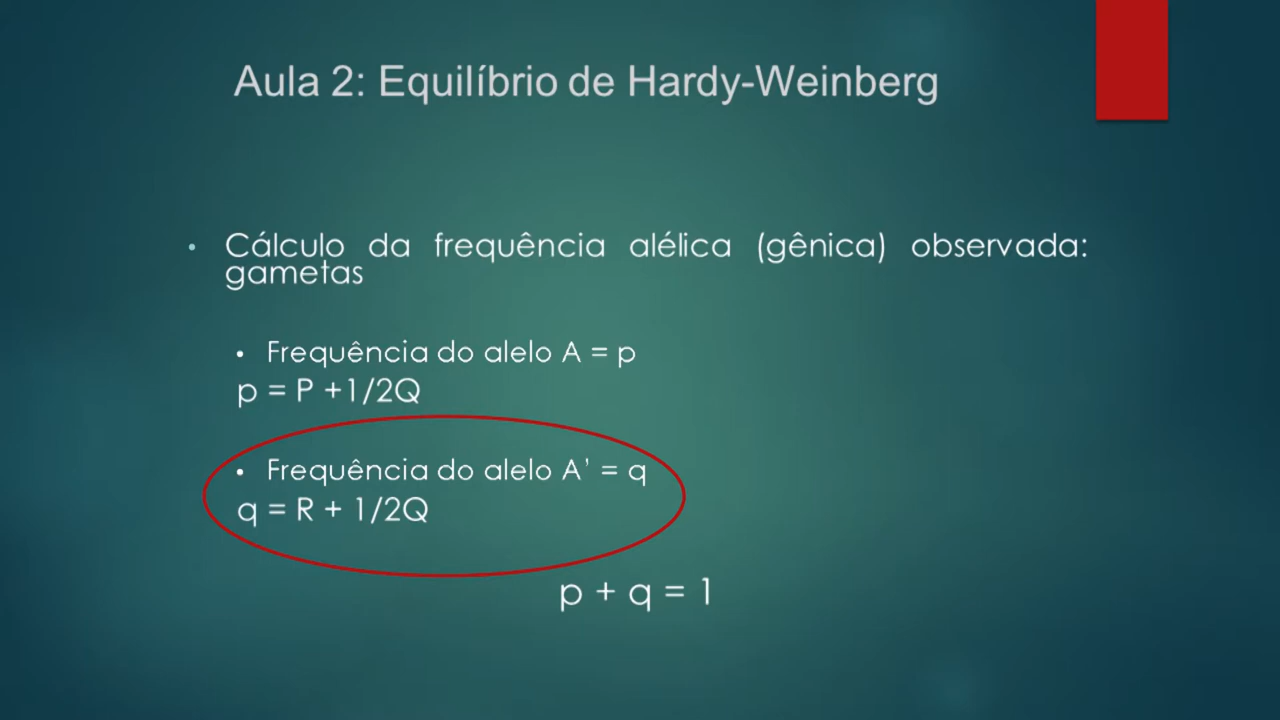 Aula 2: Equilíbrio de Hardy-Weinberg
• Cálculo da frequência alélica (gênica) observada:
gametas
• Frequência do alelo A = p
p = P +1/2Q
• Frequência do alelo A’ = q
q = R + 1/2Q
p + q = 1